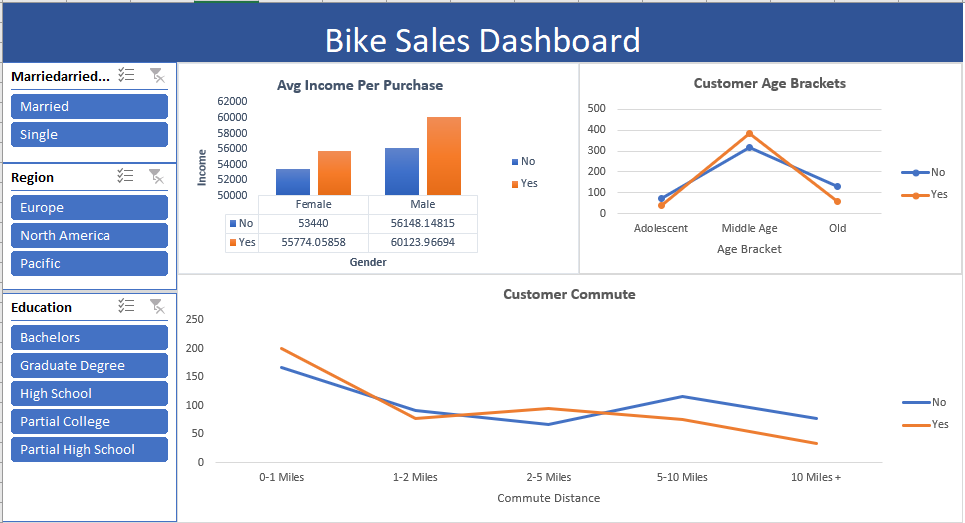 Bike Sales Dashboard
Marriedarried...
Married
Single
Region
Europe
North America
Pacific
Education
Bachelors
Graduate Degree
High School
Partial College
Partial High School
Avg Income Per Purchase
62000
60000
58000
56000
54000
52000
50000
Income
Female Male
No 53440 56148.14815
Yes 55774.05858 60123.96694
Gender
No
Yes
Customer Age Brackets
500
400
300
200
100
0
Adolescent Middle Age Old
Age Bracket
No
Yes
Customer Commute
250
200
150
100
50
0
0-1 Miles 1-2 Miles 2-5 Miles 5-10 Miles 10 Miles +
Commute Distance
No
Yes